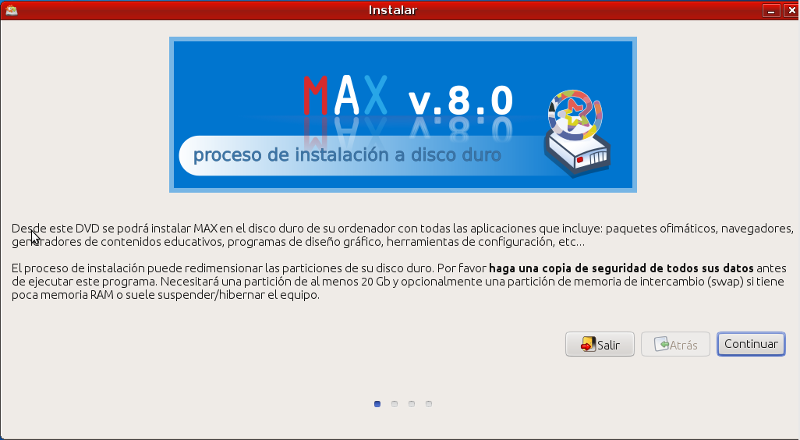 Instalar
MAX v.8.0
proceso de instalación a disco duro
Desde este DVD se podrá instalar MAX en el disco duro de su ordenador con todas las aplicaciones que incluye: paquetes ofimáticos, navegadores,
generadores de contenidos educativos, programas de diseño gráfico, herramientas de configuración, etc...
El proceso de instalación puede redimensionar las particiones de su disco duro. Por favor haga una copia de seguridad de todos sus datos antes
de ejecutar este programa. Necesitará una partición de al menos 20 Gb y opcionalmente una partición de memoria de intercambio (swap) si tiene
poca memoria RAM o suele suspender/hibernar el equipo.
Salir Atrás Continuar